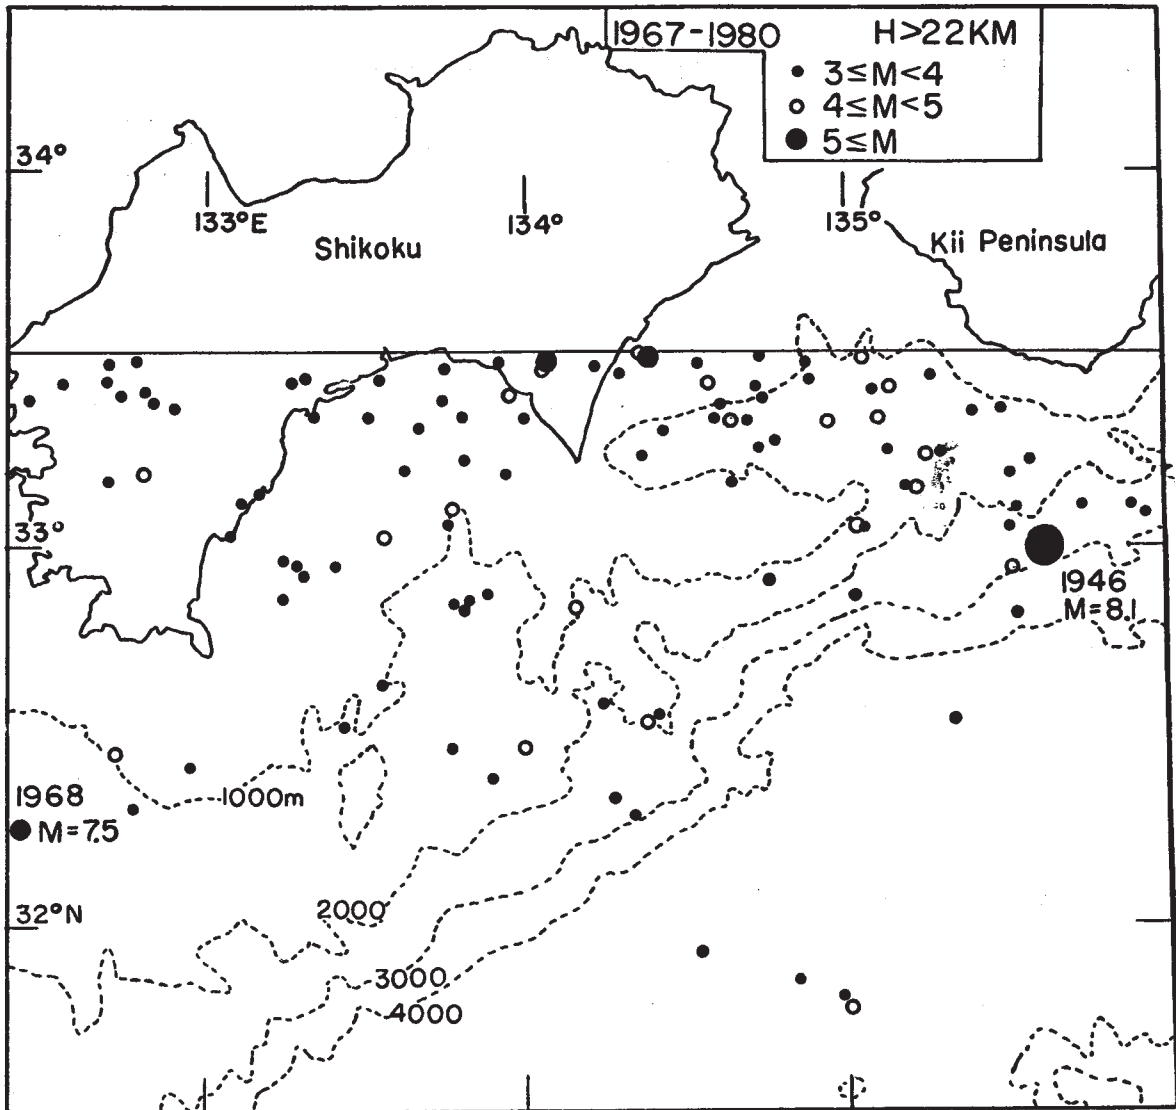 1967-1980 H>22KM
3≤M<4
4≤M<5
5≤M
34°
133°E 134° 135°
Shikoku Kii Peninsula
33°
1946
M=8.1
1968
M=7.5
1000m
2000
32°N
3000
4000